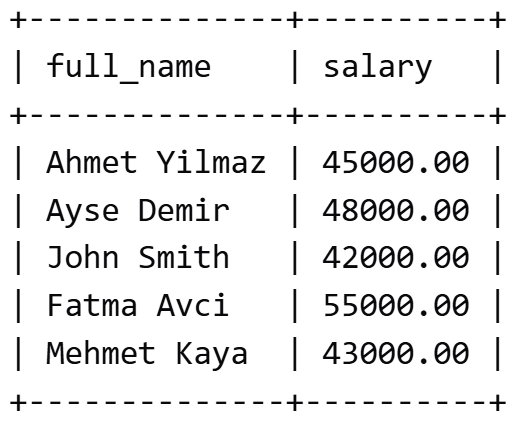 +--------------+----------+
| full_name    | salary   |
+--------------+----------+
| Ahmet Yilmaz | 45000.00 |
| Ayse Demir   | 48000.00 |
| John Smith   | 42000.00 |
| Fatma Avci   | 55000.00 |
| Mehmet Kaya  | 43000.00 |
+--------------+----------+